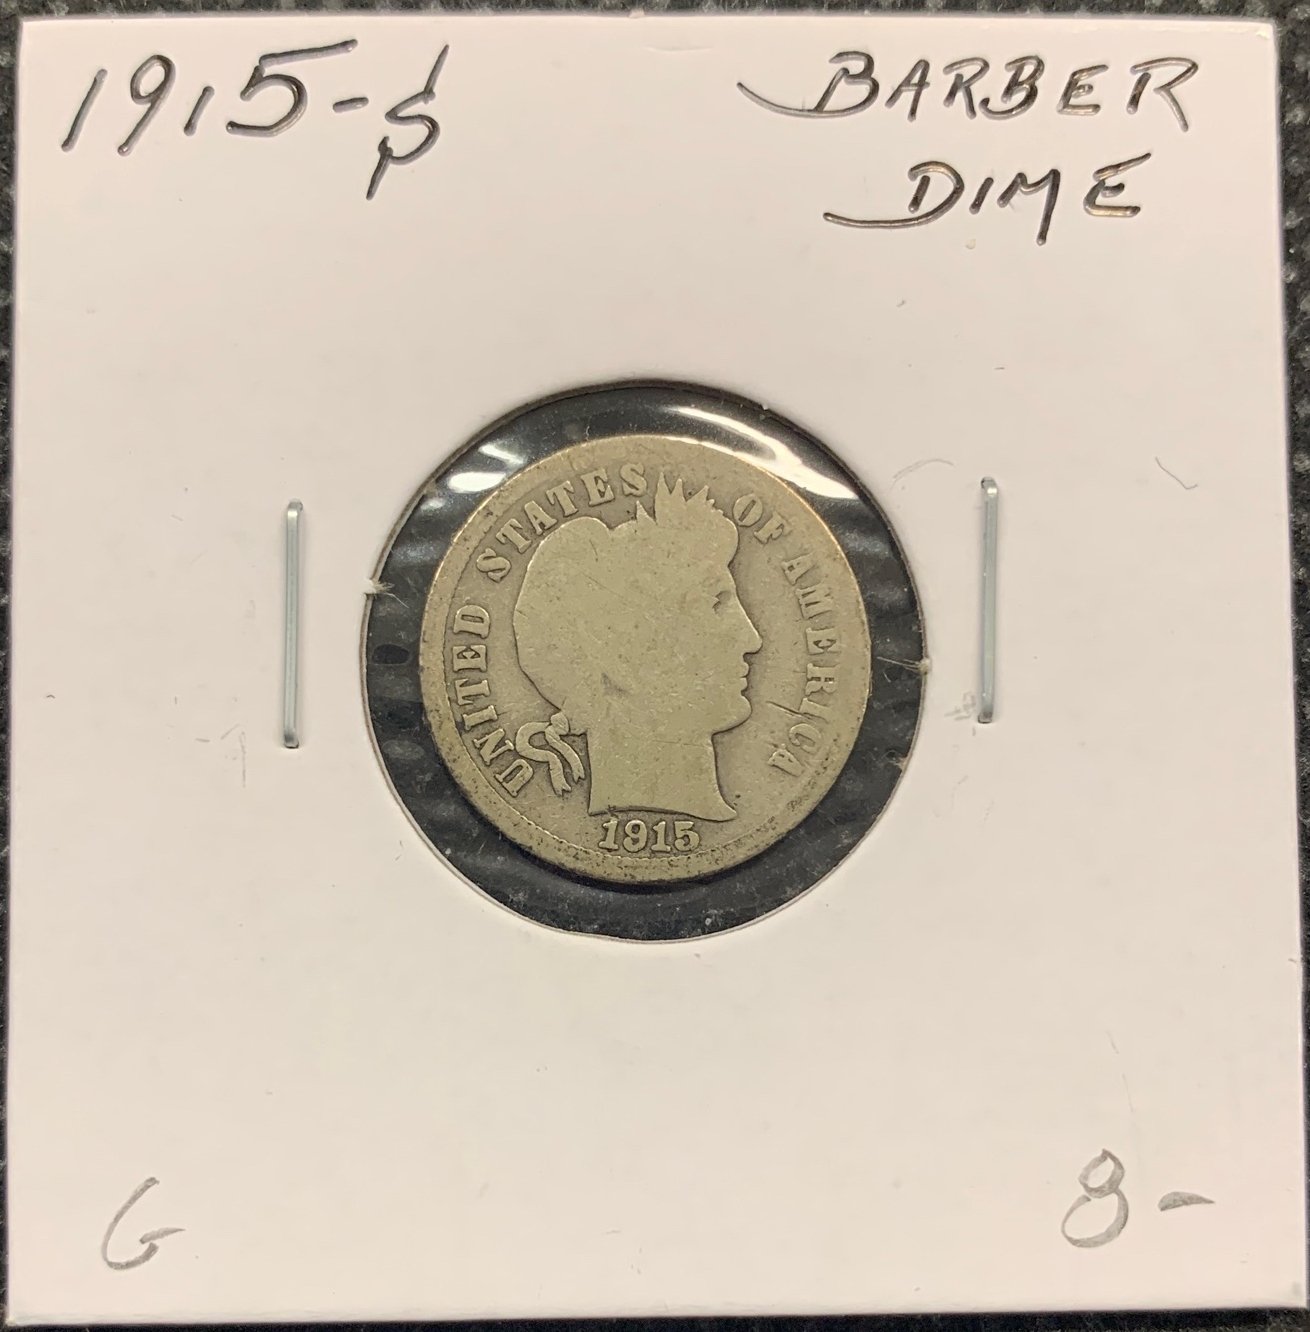 1915-S
BARBER
DIME
UNITED STATES OF AMERICA
1915
G
8-